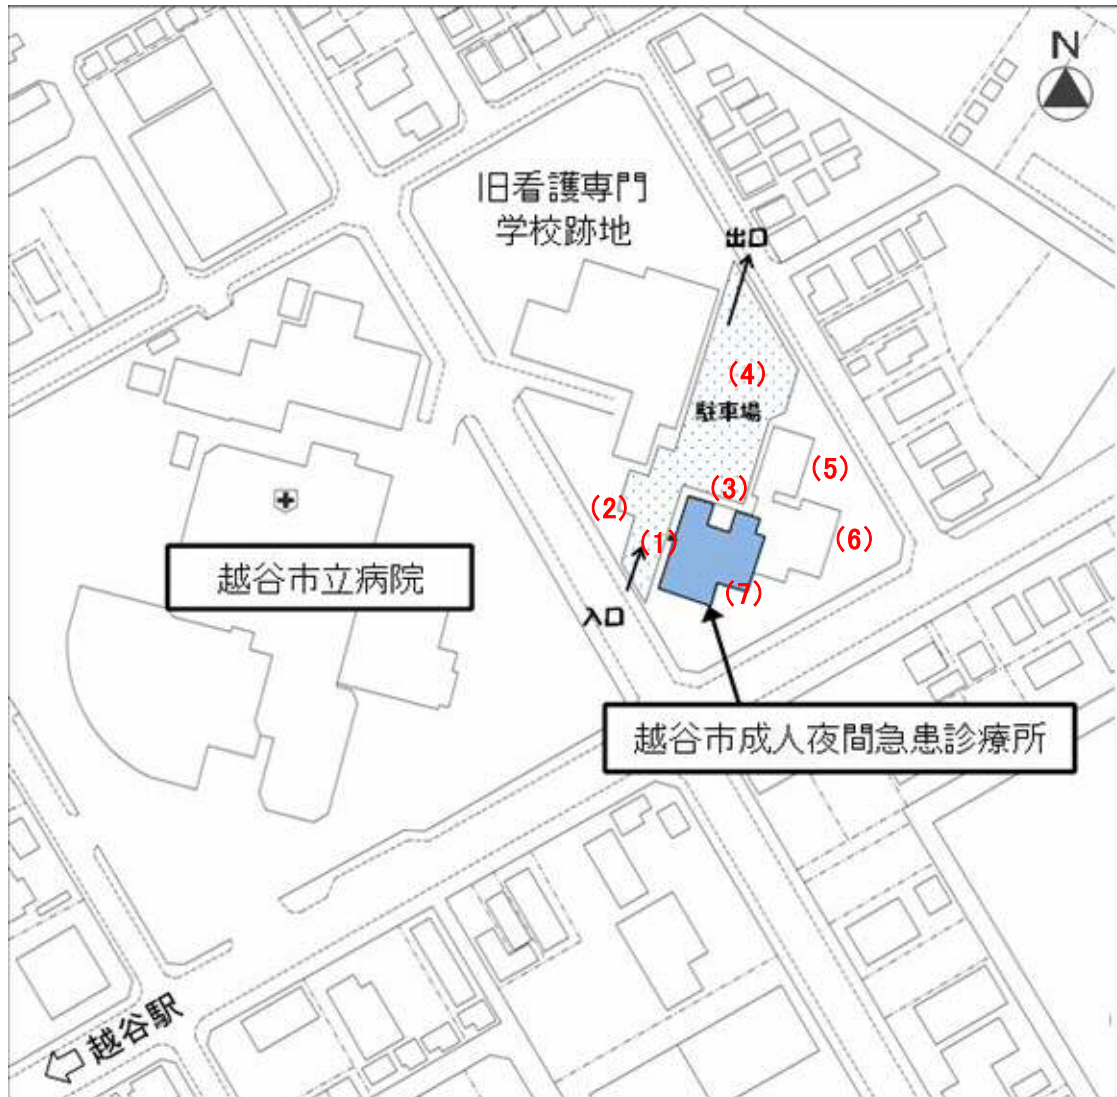 N
旧看護専門
学校跡地
出口
(4)
駐車場
(5)
(3)
(2)
(1)
(6)
越谷市立病院
(7)
入口
越谷市成人夜間急患診療所
越谷駅